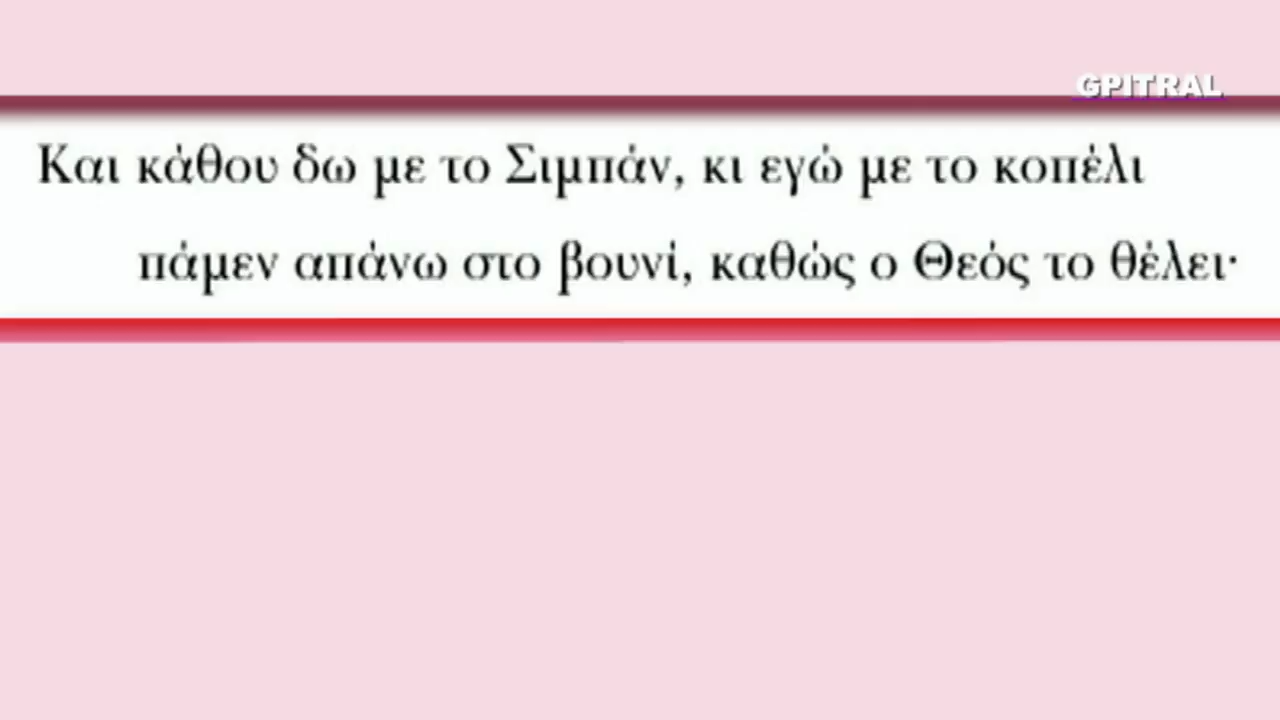 GPITRAL
Και κάθου δω με το Σιμπάν, κι εγώ με το κοπέλι
πάμεν απάνω στο βουνί, καθώς ο Θεός το θέλει·